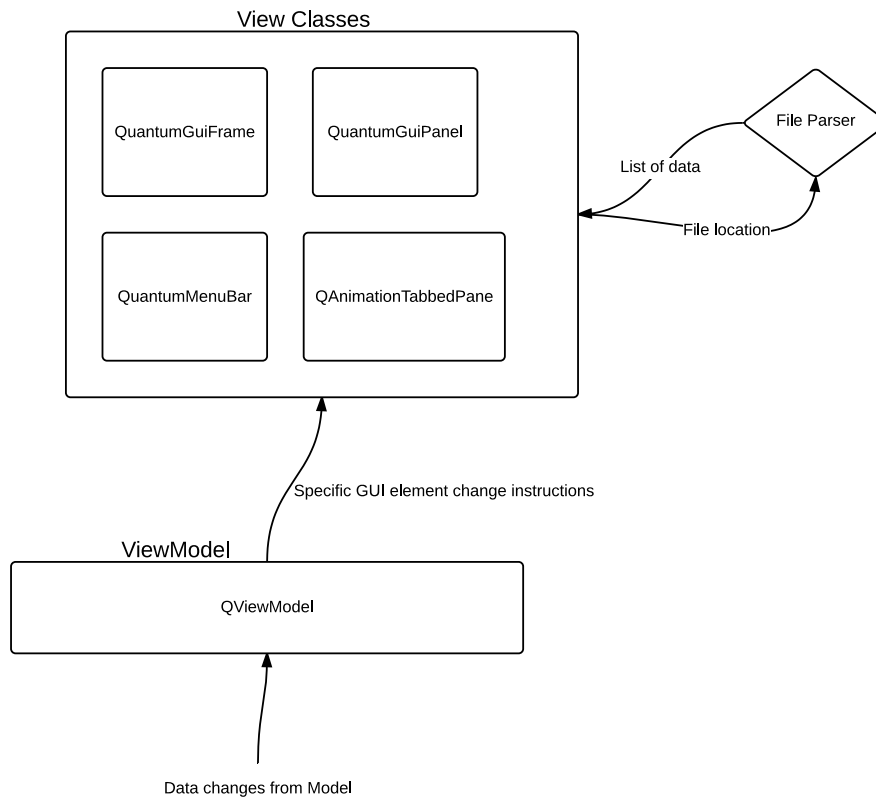 View Classes
QuantumGuiFrame
QuantumGuiPanel
File Parser
List of data
File location
QuantumMenuBar
QAnimationTabbedPane
Specific GUI element change instructions
ViewModel
QViewModel
Data changes from Model